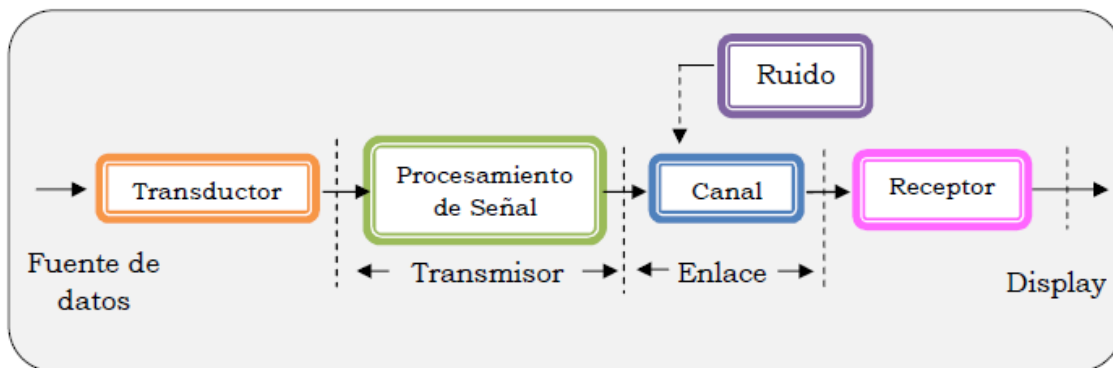 Ruido
Transductor
Procesamiento
de Señal
Canal
Receptor
Fuente de
datos
Transmisor
Enlace
Display